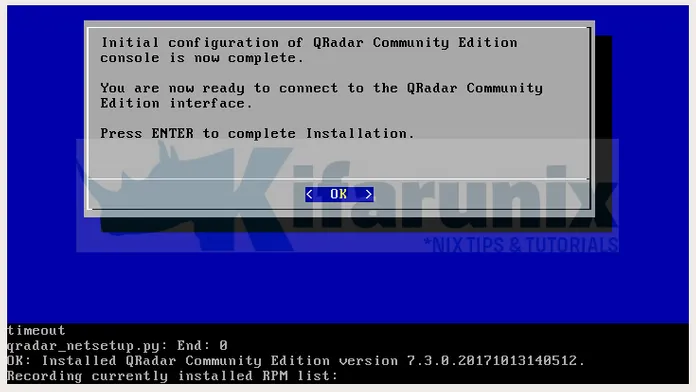 Initial configuration of QRadar Community Edition
console is now complete.
You are now ready to connect to the QRadar Community
Edition interface.
Press ENTER to complete Installation.
< OK >
Kifarunix
*NIX TIPS & TUTORIALS
timeout
qradar_netsetup.py: End: 0
OK: Installed QRadar Community Edition version 7.3.0.20171013140512.
Recording currently installed RPM list: